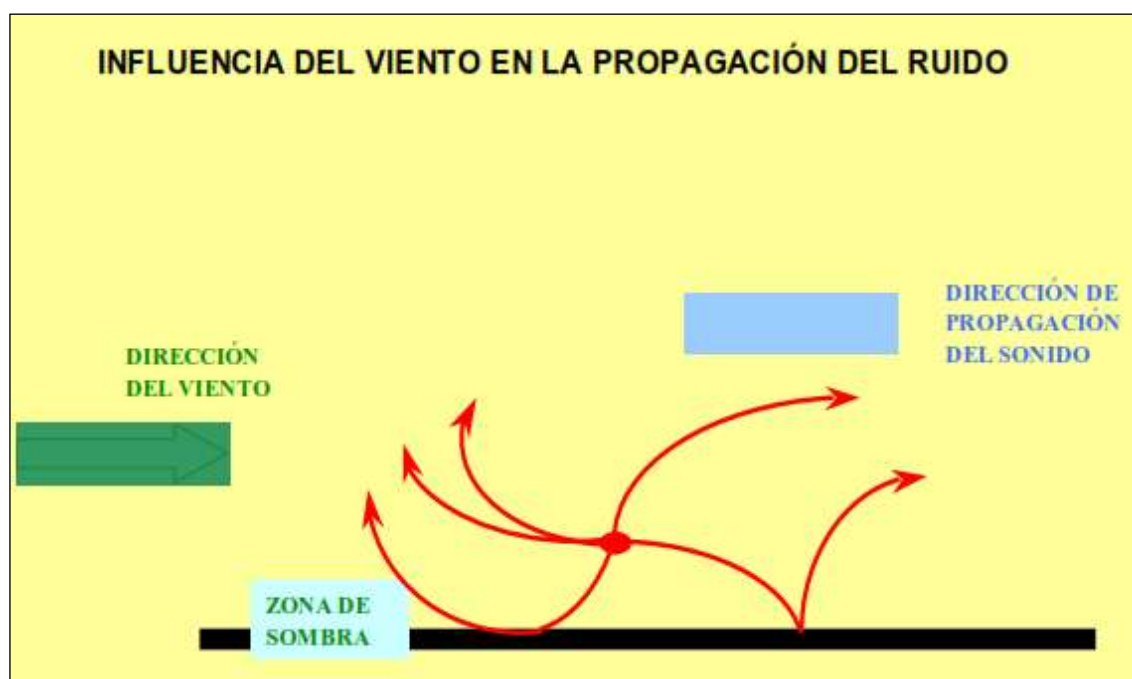 INFLUENCIA DEL VIENTO EN LA PROPAGACIÓN DEL RUIDO
DIRECCIÓN DE
PROPAGACIÓN
DEL SONIDO
DIRECCIÓN
DEL VIENTO
ZONA DE
SOMBRA